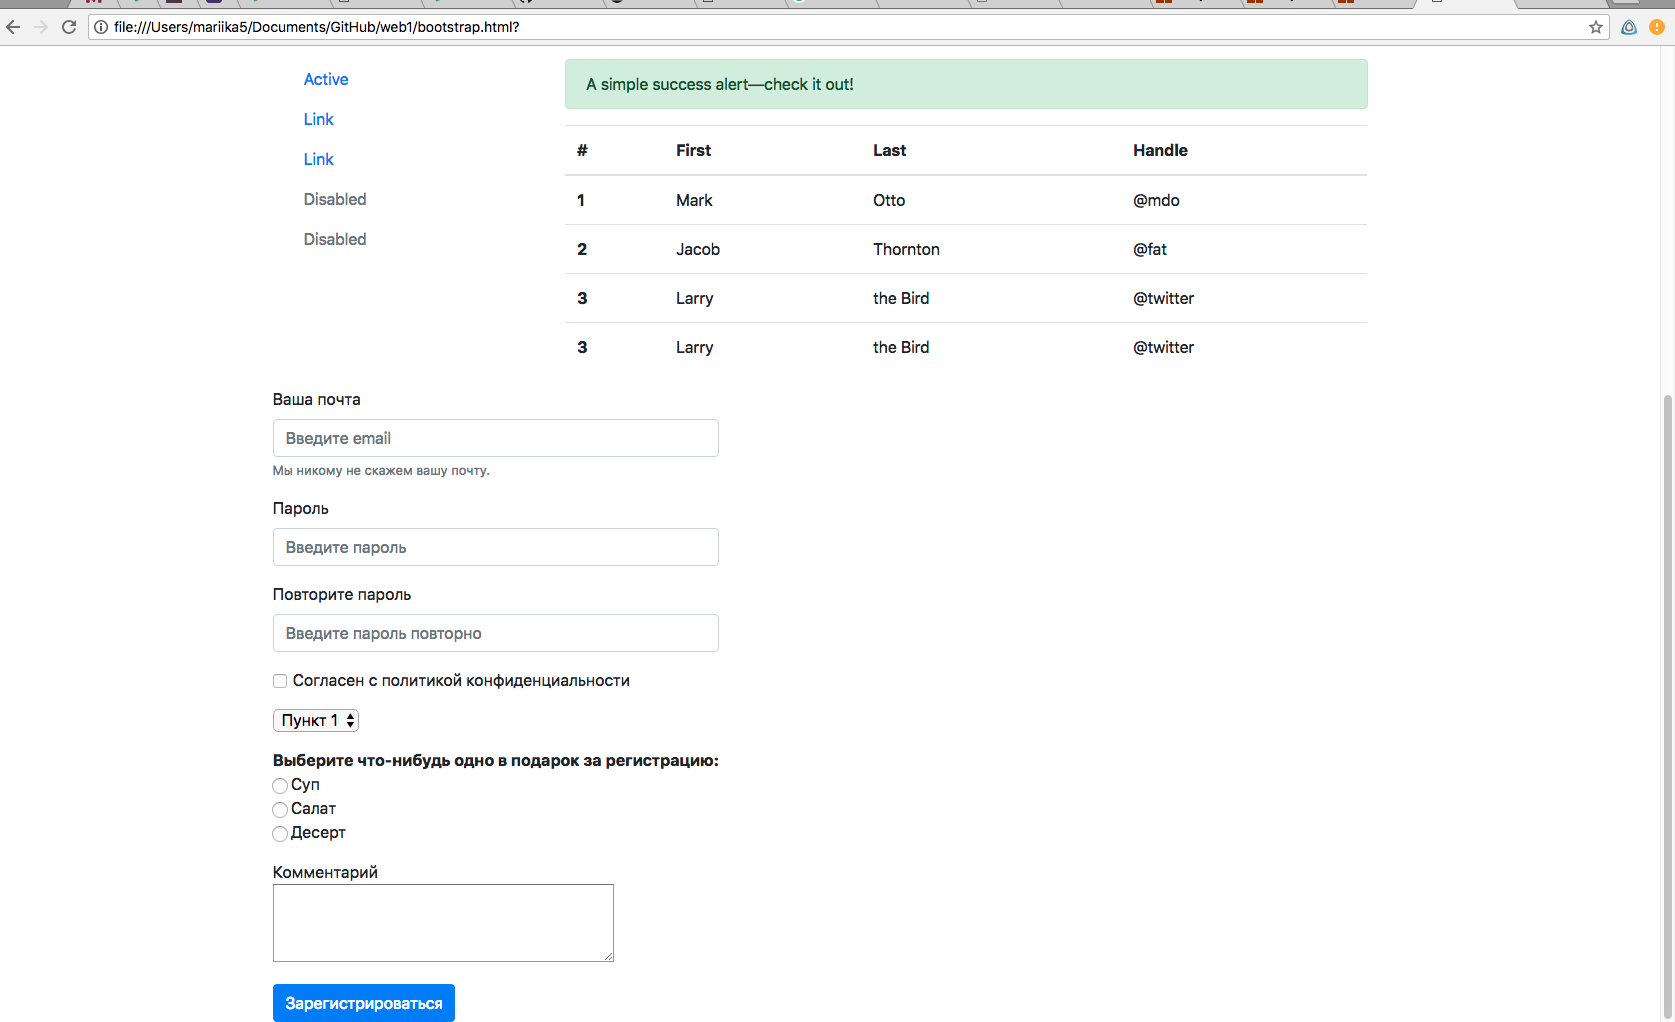 file:///Users/mariika5/Documents/GitHub/web1/bootstrap.html?
Active
Link
Link
Disabled
Disabled
A simple success alert—check it out!
# First Last Handle
1 Mark Otto @mdo
2 Jacob Thornton @fat
3 Larry the Bird @twitter
3 Larry the Bird @twitter
Ваша почта
Введите email
Мы никому не скажем вашу почту.
Пароль
Введите пароль
Повторите пароль
Введите пароль повторно
Согласен с политикой конфиденциальности
Пункт 1
Выберите что-нибудь одно в подарок за регистрацию:
Суп
Салат
Десерт
Комментарий
Зарегистрироваться